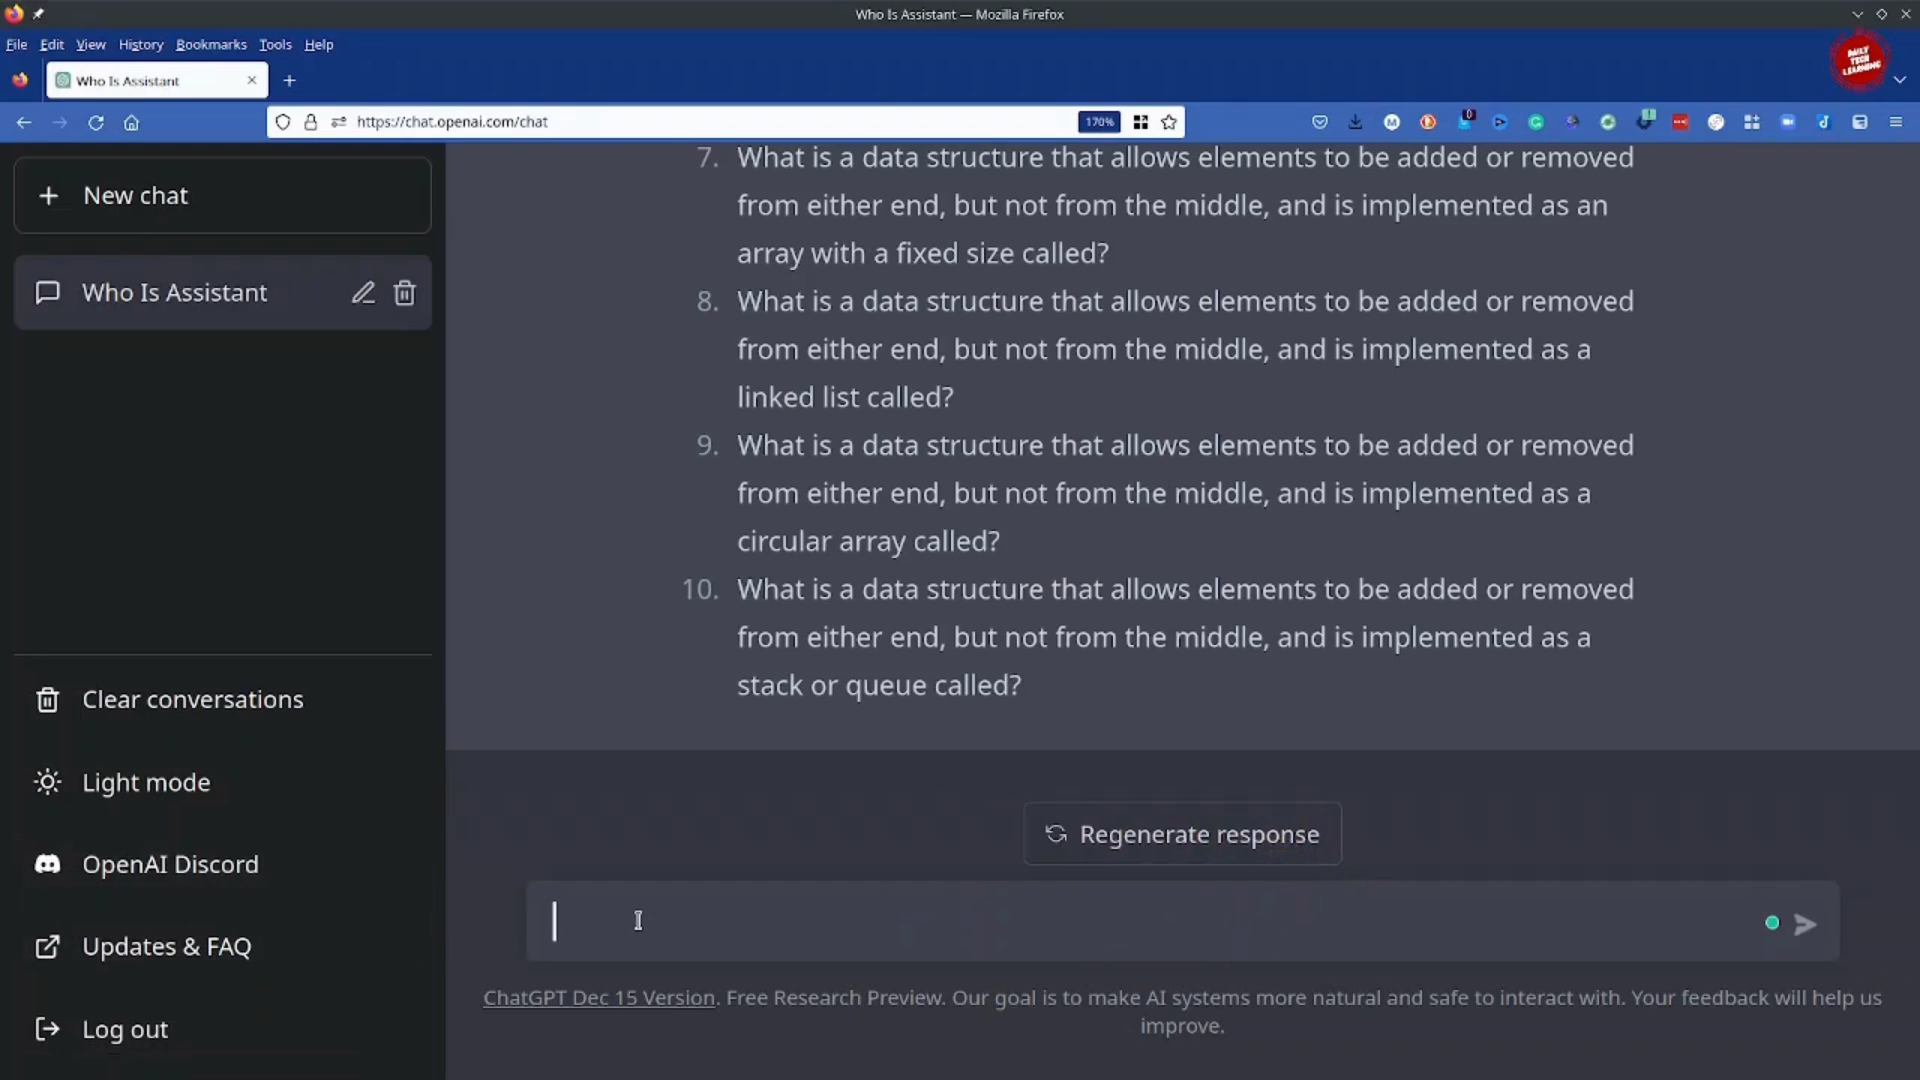 Who Is Assistant — Mozilla Firefox
File Edit View History Bookmarks Tools Help
DAILY
TECH
LEARNING
Who Is Assistant
https://chat.openai.com/chat
170%
0
1
New chat
Who Is Assistant
Clear conversations
Light mode
OpenAI Discord
Updates & FAQ
Log out
7. What is a data structure that allows elements to be added or removed
from either end, but not from the middle, and is implemented as an
array with a fixed size called?
8. What is a data structure that allows elements to be added or removed
from either end, but not from the middle, and is implemented as a
linked list called?
9. What is a data structure that allows elements to be added or removed
from either end, but not from the middle, and is implemented as a
circular array called?
10. What is a data structure that allows elements to be added or removed
from either end, but not from the middle, and is implemented as a
stack or queue called?
Regenerate response
ChatGPT Dec 15 Version. Free Research Preview. Our goal is to make AI systems more natural and safe to interact with. Your feedback will help us
improve.